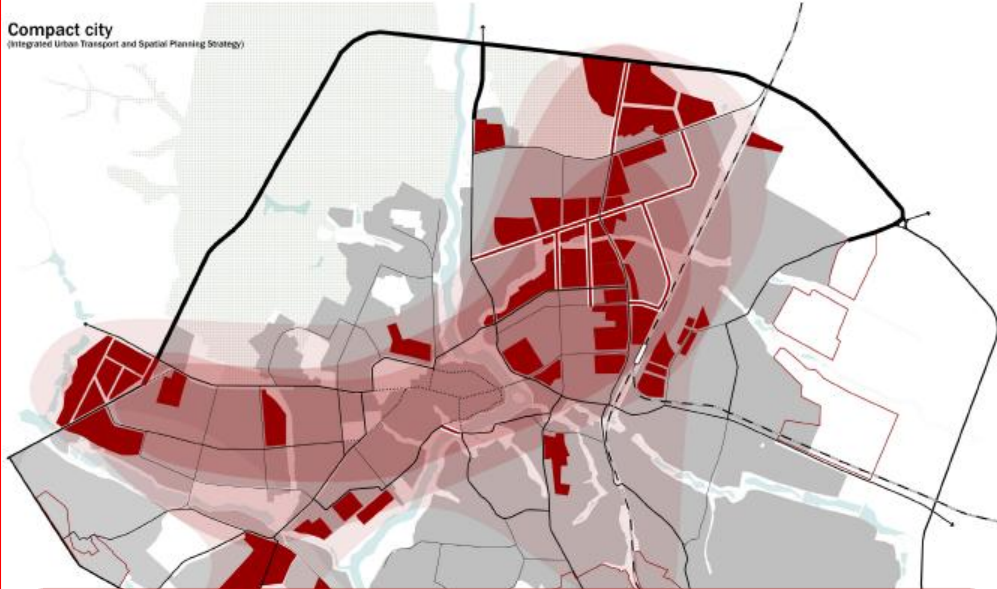 Compact city
(Integrated Urban Transport and Spatial Planning Strategy)